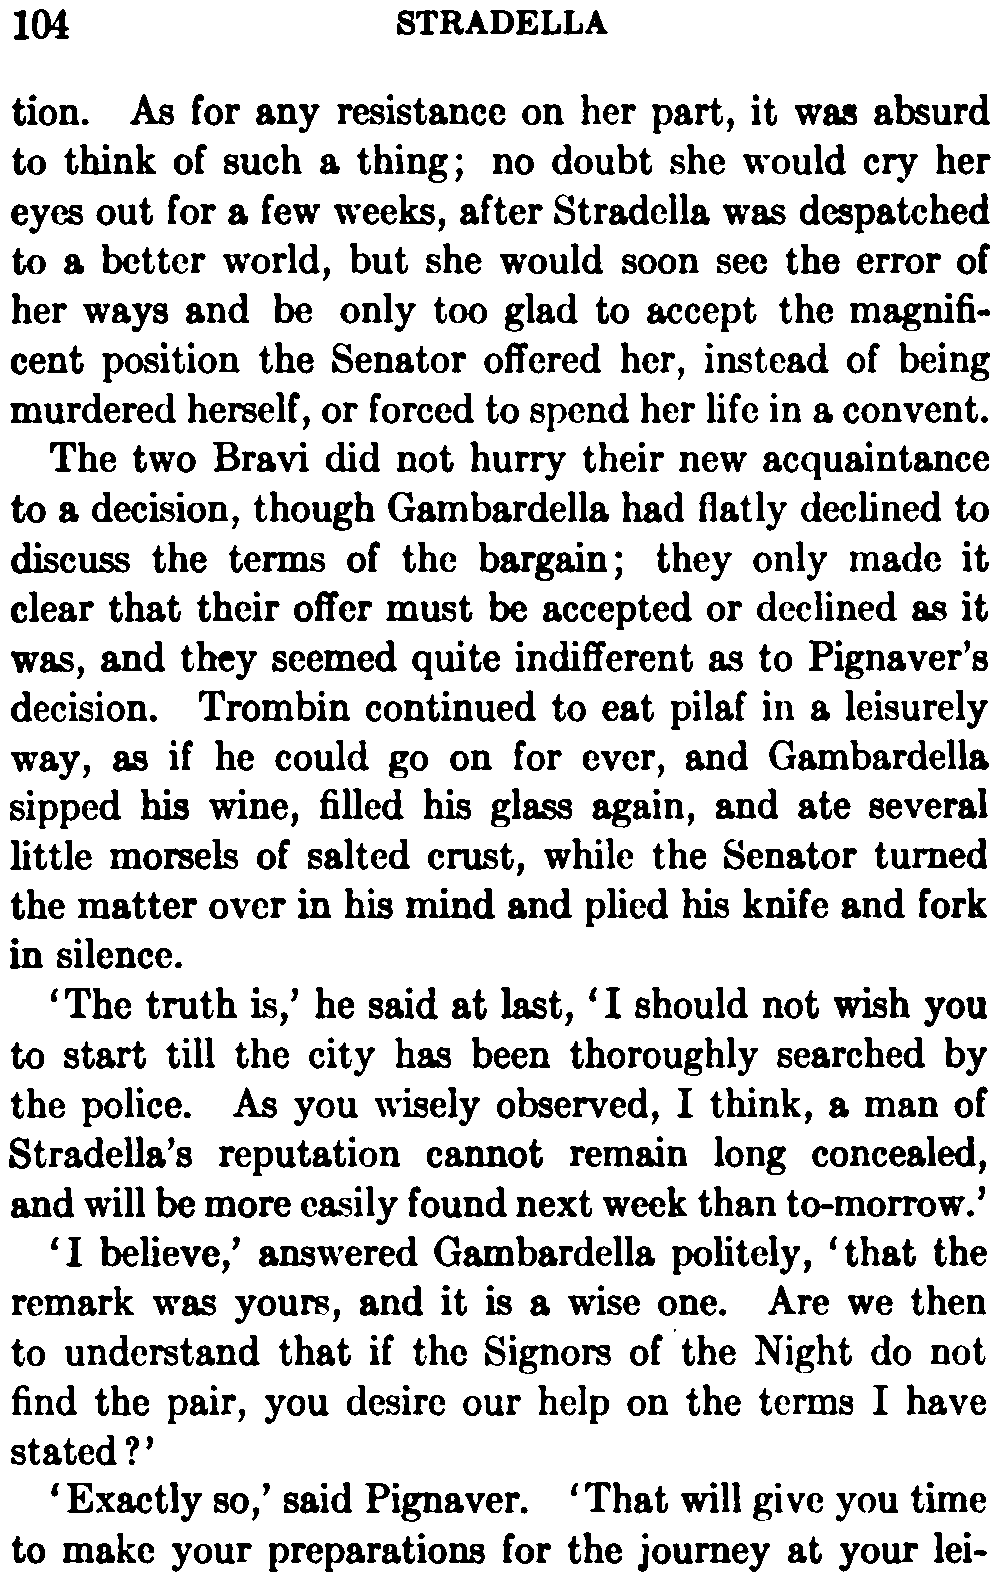 104 STRADELLA
tion. As for any resistance on her part, it was absurd
to think of such a thing; no doubt she would cry her
eyes out for a few weeks, after Stradella was despatched
to a better world, but she would soon see the error of
her ways and be only too glad to accept the magnifi-
cent position the Senator offered her, instead of being
murdered herself, or forced to spend her life in a convent.
The two Bravi did not hurry their new acquaintance
to a decision, though Gambardella had flatly declined to
discuss the terms of the bargain; they only made it
clear that their offer must be accepted or declined as it
was, and they seemed quite indifferent as to Pignaver's
decision. Trombin continued to eat pilaf in a leisurely
way, as if he could go on for ever, and Gambardella
sipped his wine, filled his glass again, and ate several
little morsels of salted crust, while the Senator turned
the matter over in his mind and plied his knife and fork
in silence.
'The truth is,' he said at last, 'I should not wish you
to start till the city has been thoroughly searched by
the police. As you wisely observed, I think, a man of
Stradella's reputation cannot remain long concealed,
and will be more easily found next week than to-morrow.'
'I believe,' answered Gambardella politely, 'that the
remark was yours, and it is a wise one. Are we then
to understand that if the Signors of the Night do not
find the pair, you desire our help on the terms I have
stated?'
'Exactly so,' said Pignaver. 'That will give you time
to make your preparations for the journey at your lei-